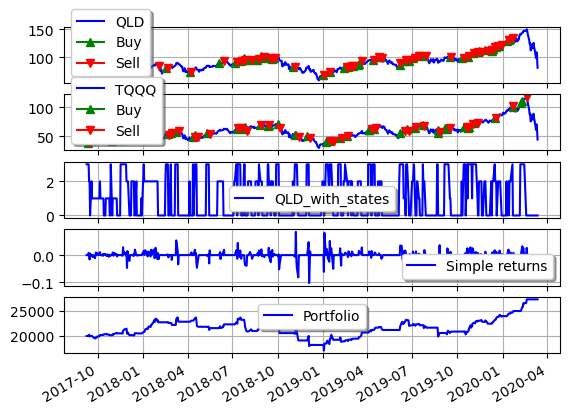 QLD
Buy
Sell
150
100
TQQQ
Buy
Sell
100
50
2
0
QLD_with_states
0.0
−0.1
Simple returns
25000
20000
Portfolio
2017-10
2018-01
2018-04
2018-07
2018-10
2019-01
2019-04
2019-07
2019-10
2020-01
2020-04